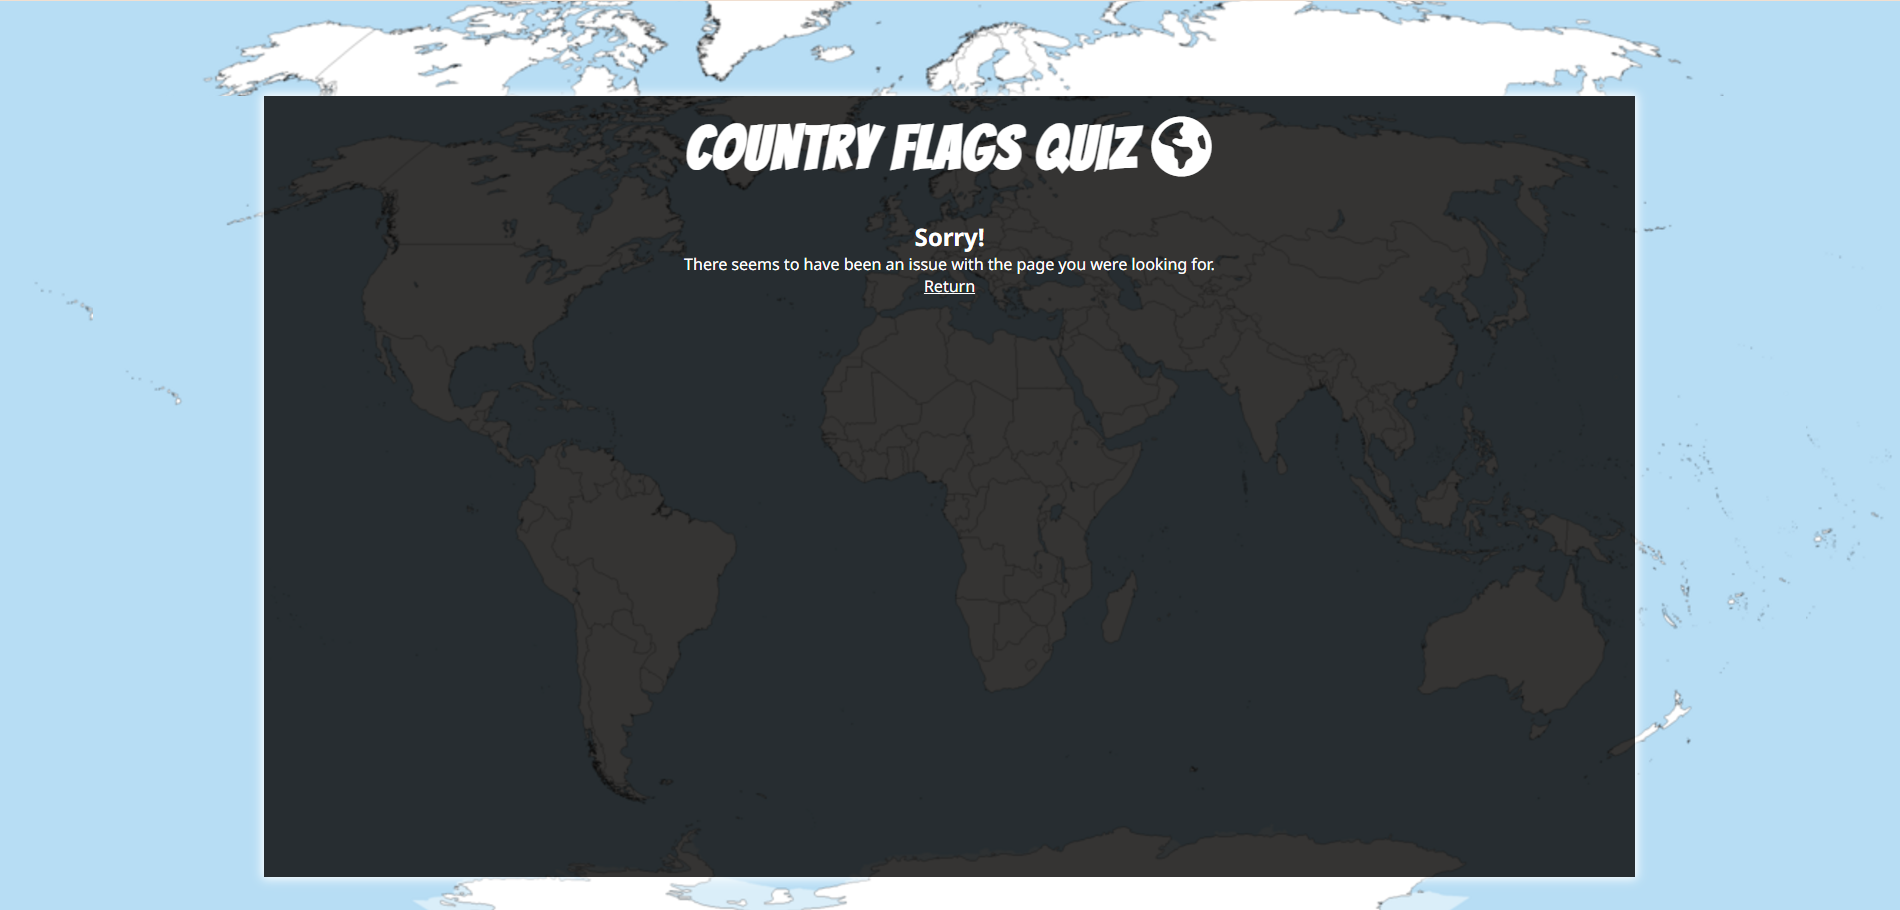 COUNTRY FLAGS QUIZ
Sorry!
There seems to have been an issue with the page you were looking for.
Return